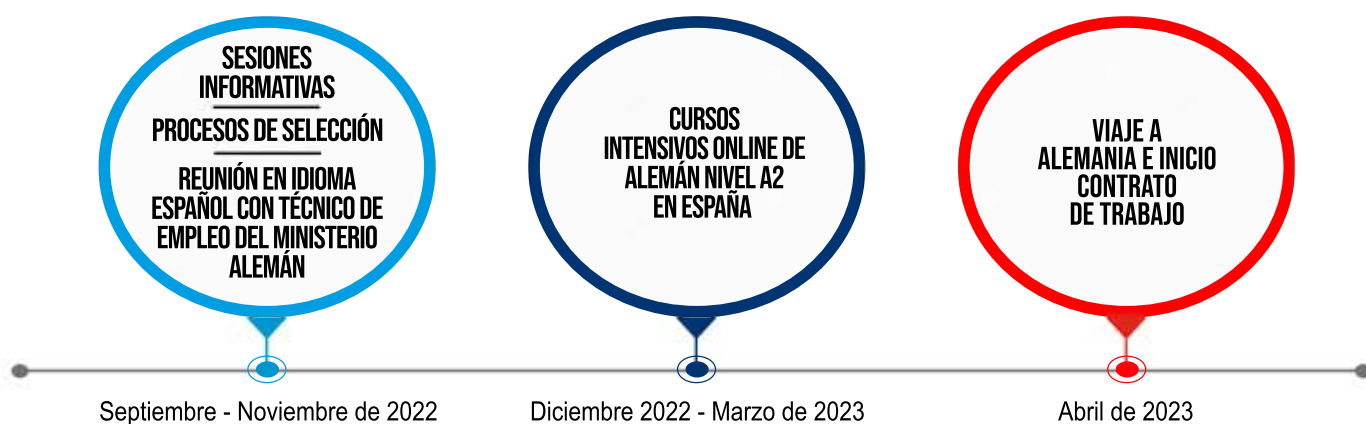 SESIONES
INFORMATIVAS
PROCESOS DE SELECCIÓN
REUNIÓN EN IDIOMA
ESPAÑOL CON TÉCNICO DE
EMPLEO DEL MINISTERIO
ALEMÁN
CURSOS
INTENSIVOS ONLINE DE
ALEMÁN NIVEL A2
EN ESPAÑA
VIAJE A
ALEMANIA E INICIO
CONTRATO
DE TRABAJO
Septiembre - Noviembre de 2022
Diciembre 2022 - Marzo de 2023
Abril de 2023